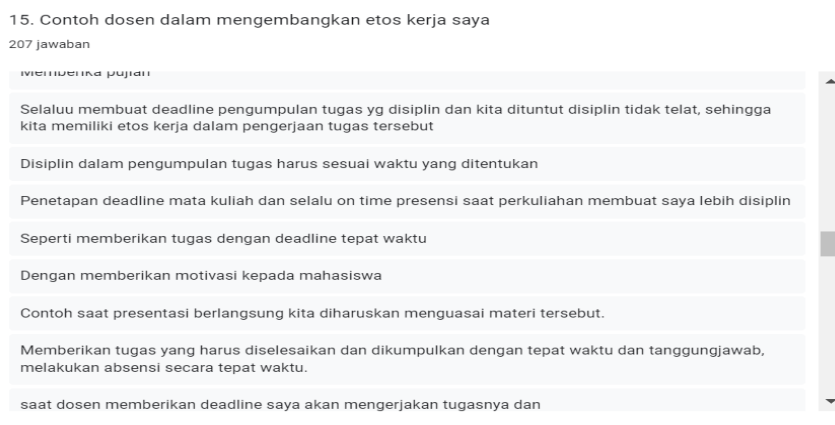 15. Contoh dosen dalam mengembangkan etos kerja saya
207 jawaban
Memberika pujian
Selaluu membuat deadline pengumpulan tugas yg disiplin dan kita dituntut disiplin tidak telat, sehingga
kita memiliki etos kerja dalam pengerjaan tugas tersebut
Disiplin dalam pengumpulan tugas harus sesuai waktu yang ditentukan
Penetapan deadline mata kuliah dan selalu on time presensi saat perkuliahan membuat saya lebih disiplin
Seperti memberikan tugas dengan deadline tepat waktu
Dengan memberikan motivasi kepada mahasiswa
Contoh saat presentasi berlangsung kita diharuskan menguasai materi tersebut.
Memberikan tugas yang harus diselesaikan dan dikumpulkan dengan tepat waktu dan tanggungjawab,
melakukan absensi secara tepat waktu.
saat dosen memberikan deadline saya akan mengerjakan tugasnya dan